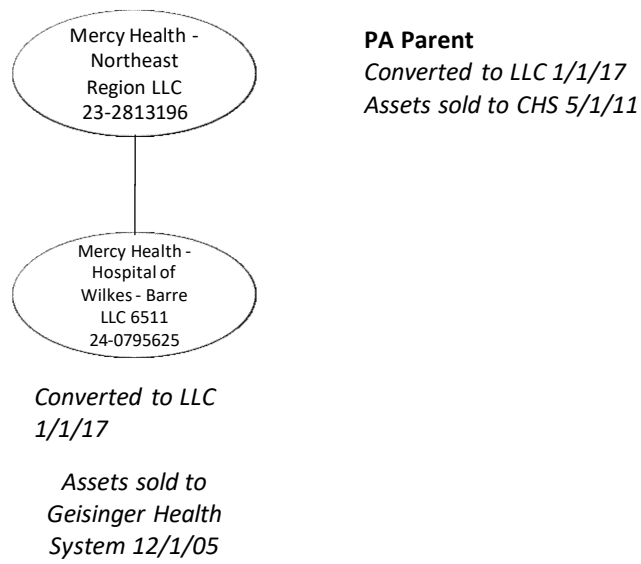 Mercy Health -
Northeast
Region LLC
23-2813196
PA Parent
Converted to LLC 1/1/17
Assets sold to CHS 5/1/11
Mercy Health -
Hospital of
Wilkes - Barre
LLC 6511
24-0795625
Converted to LLC
1/1/17
Assets sold to
Geisinger Health
System 12/1/05